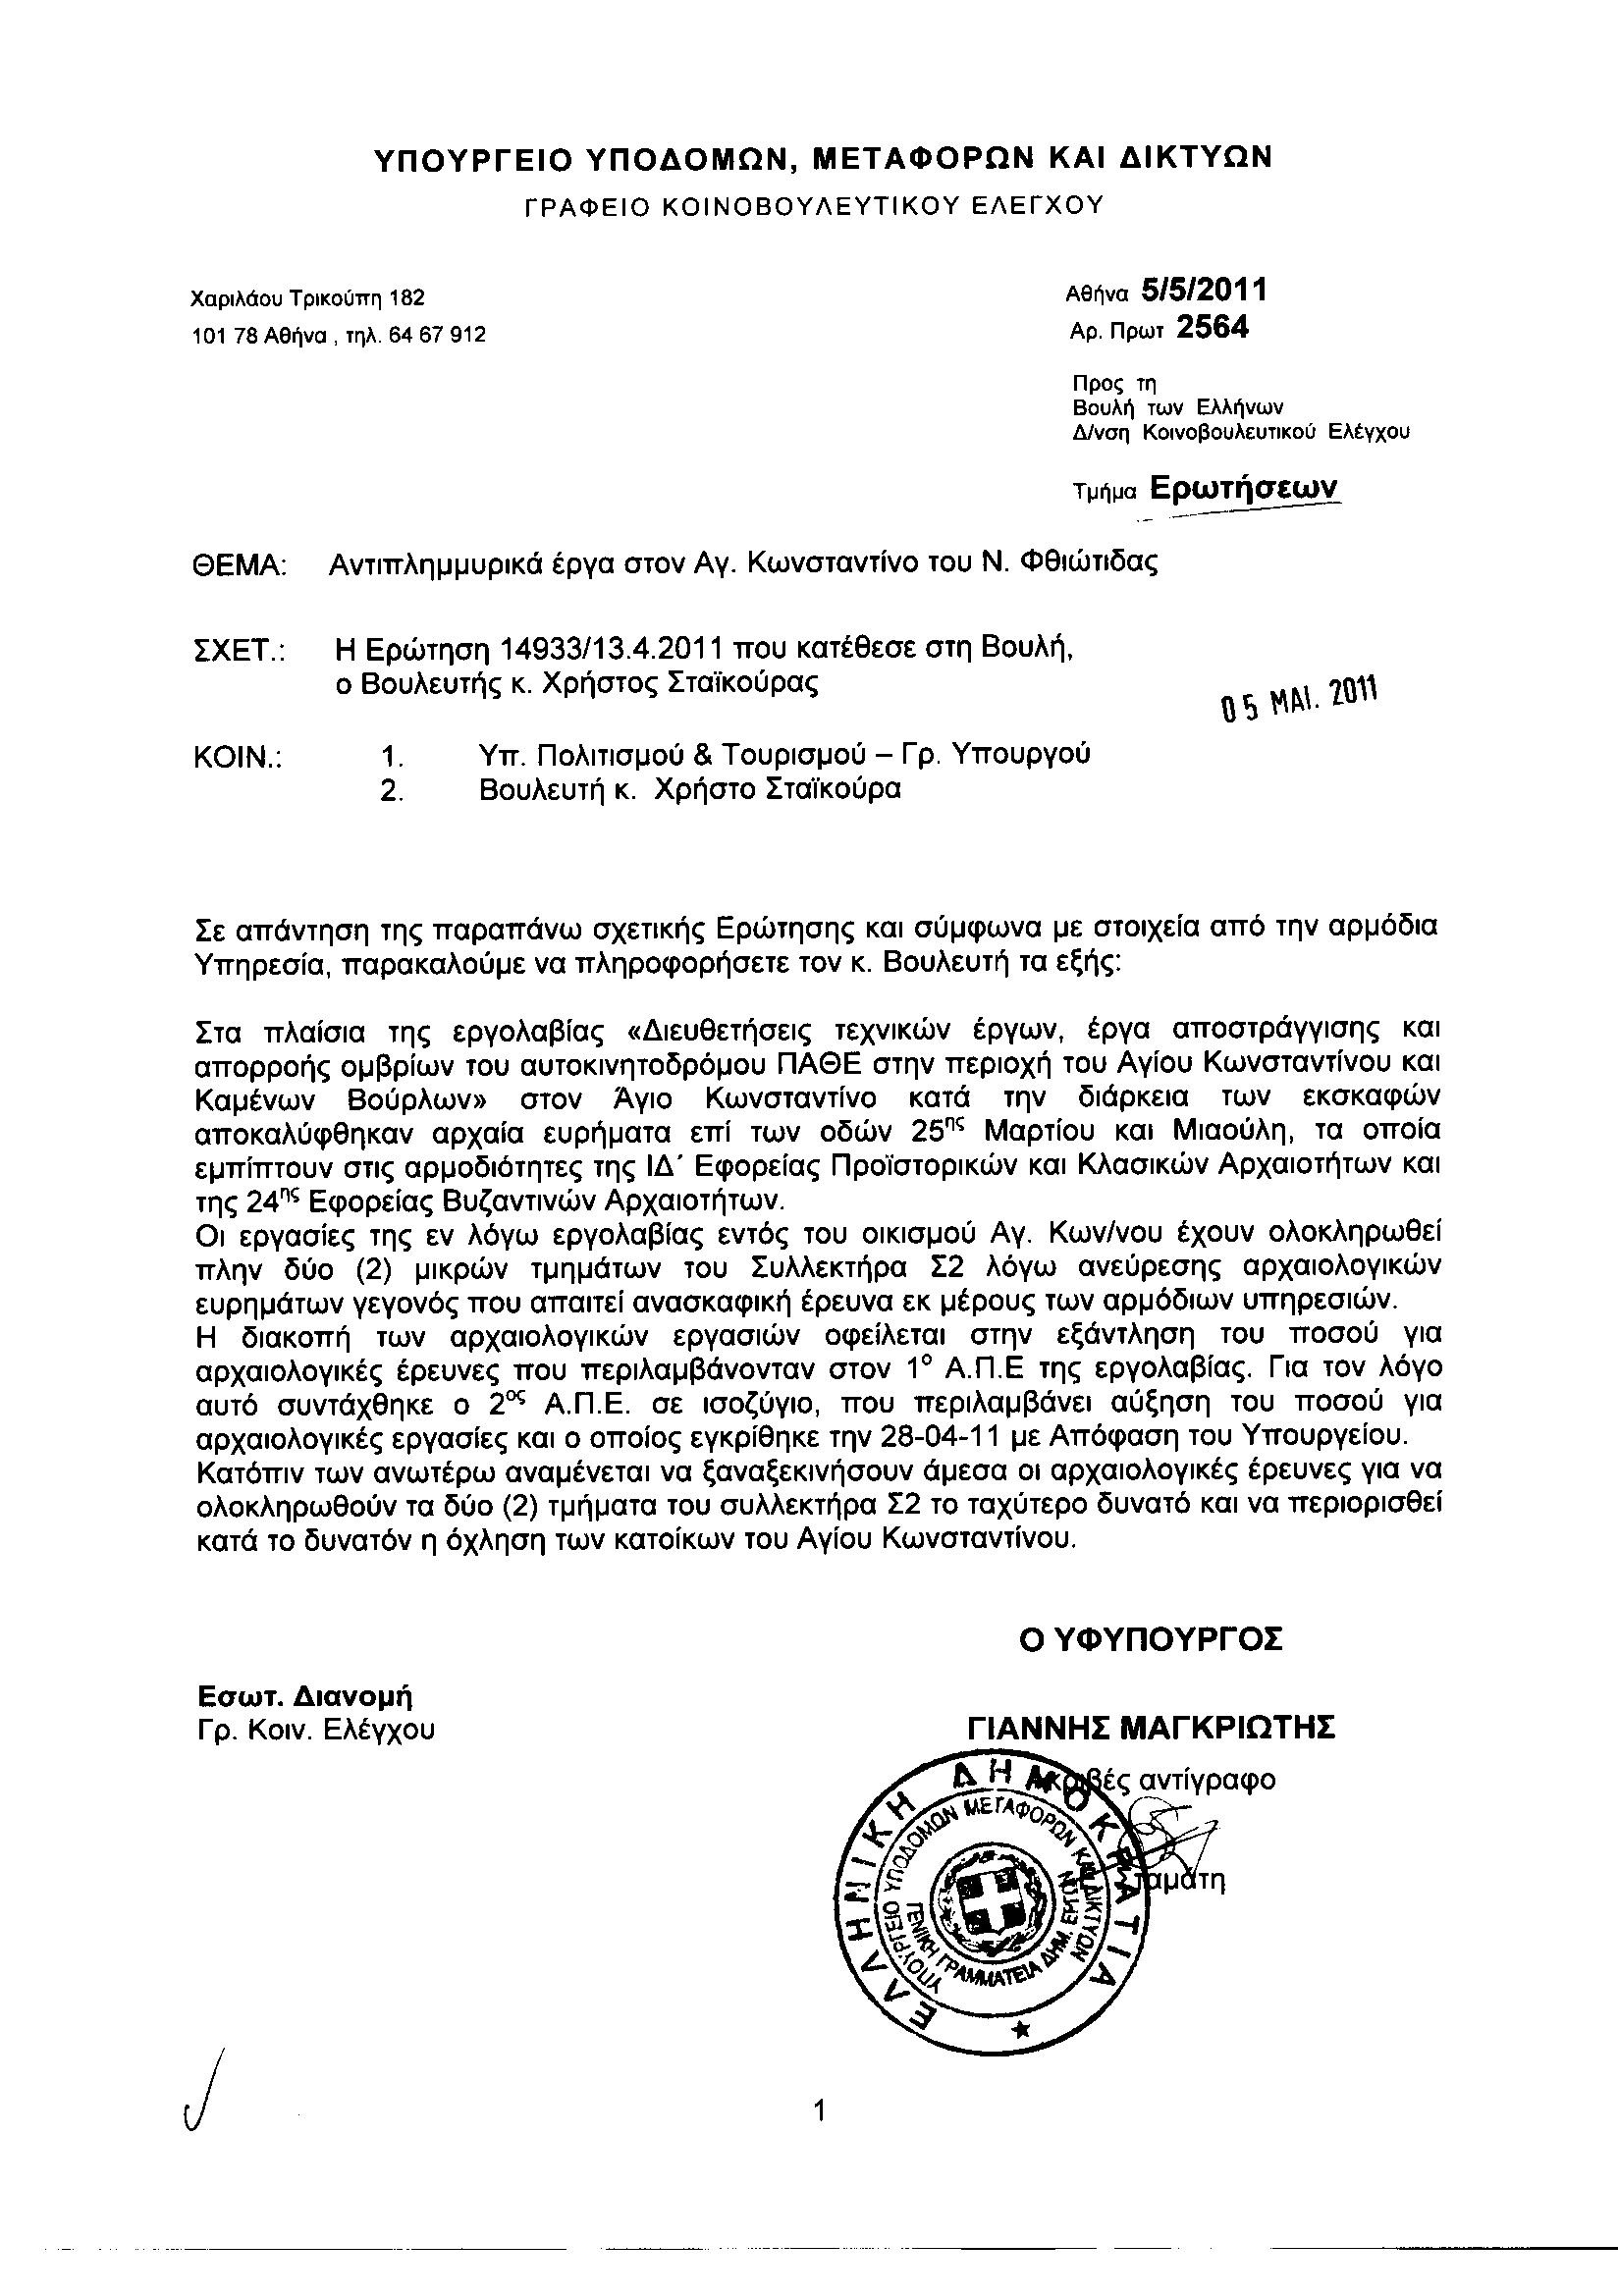 ΥΠΟΥΡΓΕΙΟ ΥΠΟΔΟΜΩΝ, ΜΕΤΑΦΟΡΩΝ ΚΑΙ ΔΙΚΤΥΩΝ
ΓΡΑΦΕΙΟ ΚΟΙΝΟΒΟΥΛΕΥΤΙΚΟΥ ΕΛΕΓΧΟΥ
Χαριλάου Τρικούπη 182
101 78 Αθήνα , τηλ. 64 67 912
Αθήνα 5/5/2011
Αρ. Πρωτ 2564
Προς τη
Βουλή των Ελλήνων
Δ/νση Κοινοβουλευτικού Ελέγχου
Τμήμα Ερωτήσεων
ΘΕΜΑ: Αντιπλημμυρικά έργα στον Αγ. Κωνσταντίνο του Ν. Φθιώτιδας
ΣΧΕΤ.: Η Ερώτηση 14933/13.4.2011 που κατέθεσε στη Βουλή,
ο Βουλευτής κ. Χρήστος Σταϊκούρας
05 ΜΑΙ. 2011
ΚΟΙΝ.: 1. Υπ. Πολιτισμού & Τουρισμού – Γρ. Υπουργού
2. Βουλευτή κ. Χρήστο Σταϊκούρα
Σε απάντηση της παραπάνω σχετικής Ερώτησης και σύμφωνα με στοιχεία από την αρμόδια
Υπηρεσία, παρακαλούμε να πληροφορήσετε τον κ. Βουλευτή τα εξής:
Στα πλαίσια της εργολαβίας «Διευθετήσεις τεχνικών έργων, έργα αποστράγγισης και
απορροής ομβρίων του αυτοκινητοδρόμου ΠΑΘΕ στην περιοχή του Αγίου Κωνσταντίνου και
Καμένων Βούρλων» στον Άγιο Κωνσταντίνο κατά την διάρκεια των εκσκαφών
αποκαλύφθηκαν αρχαία ευρήματα επί των οδών 25ης Μαρτίου και Μιαούλη, τα οποία
εμπίπτουν στις αρμοδιότητες της ΙΔ΄ Εφορείας Προϊστορικών και Κλασικών Αρχαιοτήτων και
της 24ης Εφορείας Βυζαντινών Αρχαιοτήτων.
Οι εργασίες της εν λόγω εργολαβίας εντός του οικισμού Αγ. Κων/νου έχουν ολοκληρωθεί
πλην δύο (2) μικρών τμημάτων του Συλλεκτήρα Σ2 λόγω ανεύρεσης αρχαιολογικών
ευρημάτων γεγονός που απαιτεί ανασκαφική έρευνα εκ μέρους των αρμόδιων υπηρεσιών.
Η διακοπή των αρχαιολογικών εργασιών οφείλεται στην εξάντληση του ποσού για
αρχαιολογικές έρευνες που περιλαμβάνονταν στον 1ο Α.Π.Ε της εργολαβίας. Για τον λόγο
αυτό συντάχθηκε ο 2ος Α.Π.Ε. σε ισοζύγιο, που περιλαμβάνει αύξηση του ποσού για
αρχαιολογικές εργασίες και ο οποίος εγκρίθηκε την 28-04-11 με Απόφαση του Υπουργείου.
Κατόπιν των ανωτέρω αναμένεται να ξαναξεκινήσουν άμεσα οι αρχαιολογικές έρευνες για να
ολοκληρωθούν τα δύο (2) τμήματα του συλλεκτήρα Σ2 το ταχύτερο δυνατό και να περιορισθεί
κατά το δυνατόν η όχληση των κατοίκων του Αγίου Κωνσταντίνου.
Ο ΥΦΥΠΟΥΡΓΟΣ
Εσωτ. Διανομή
Γρ. Κοιν. Ελέγχου
ΓΙΑΝΝΗΣ ΜΑΓΚΡΙΩΤΗΣ
Ακριβές αντίγραφο
ΕΛΛΗΝΙΚΗ ΔΗΜΟΚΡΑΤΙΑ
ΥΠΟΥΡΓΕΙΟ ΥΠΟΔΟΜΩΝ ΜΕΤΑΦΟΡΩΝ ΚΑΙ ΔΙΚΤΥΩΝ
ΓΕΝΙΚΗ ΓΡΑΜΜΑΤΕΙΑ ΔΗΜ. ΕΡΓΩΝ
1